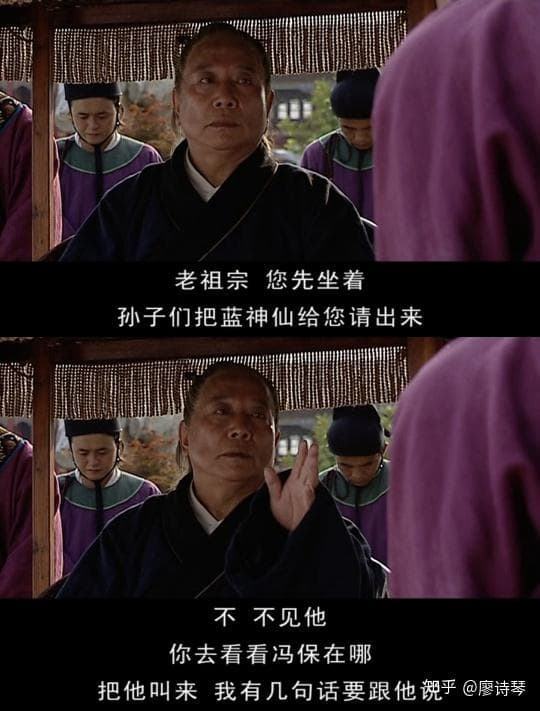 老祖宗 您先坐着
孙子们把蓝神仙给您请出来
不 不见他
你去看看冯保在哪
把他叫来 我有几句话要跟他说
知乎 @廖诗琴